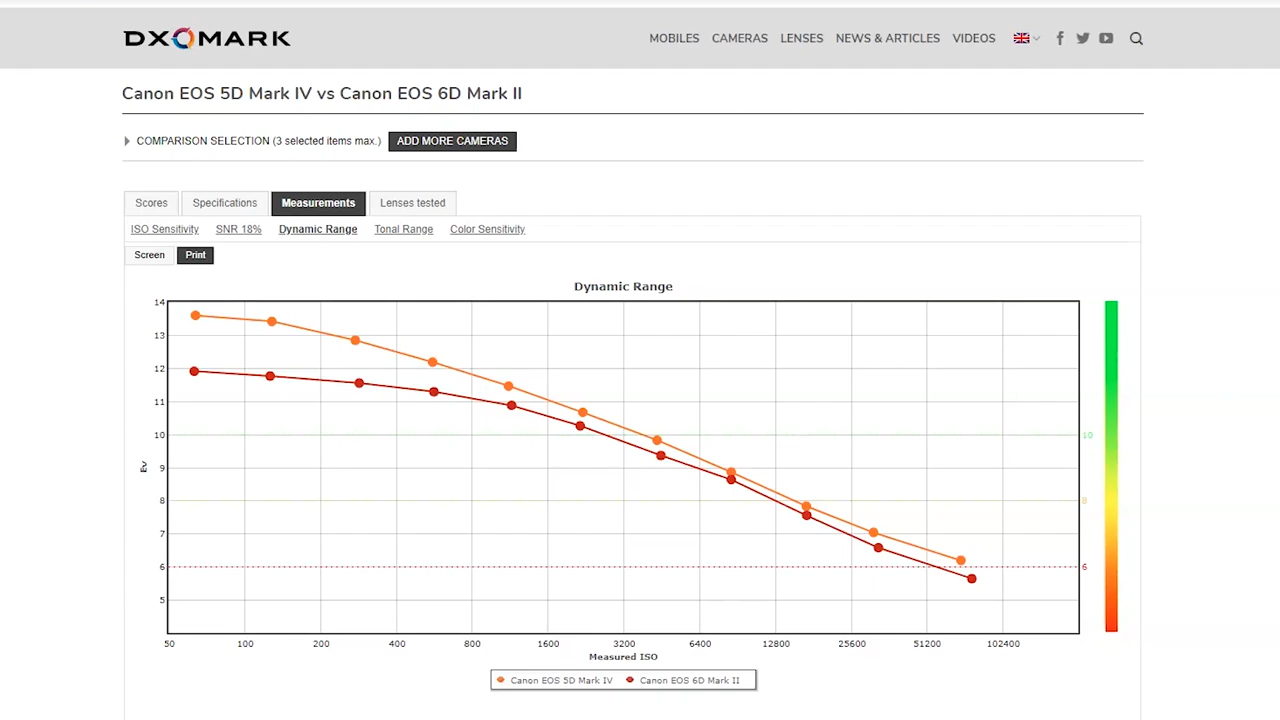 DXOMARK
MOBILES CAMERAS LENSES NEWS & ARTICLES VIDEOS
Canon EOS 5D Mark IV vs Canon EOS 6D Mark II
COMPARISON SELECTION (3 selected items max.) ADD MORE CAMERAS
Scores Specifications Measurements Lenses tested
ISO Sensitivity SNR 18% Dynamic Range Tonal Range Color Sensitivity
Screen Print
Dynamic Range
14
13
12
11
10 10
Ev
9
8 8
7
6 6
5
50 100 200 400 800 1600 3200 6400 12800 25600 51200 102400
Measured ISO
Canon EOS 5D Mark IV Canon EOS 6D Mark II